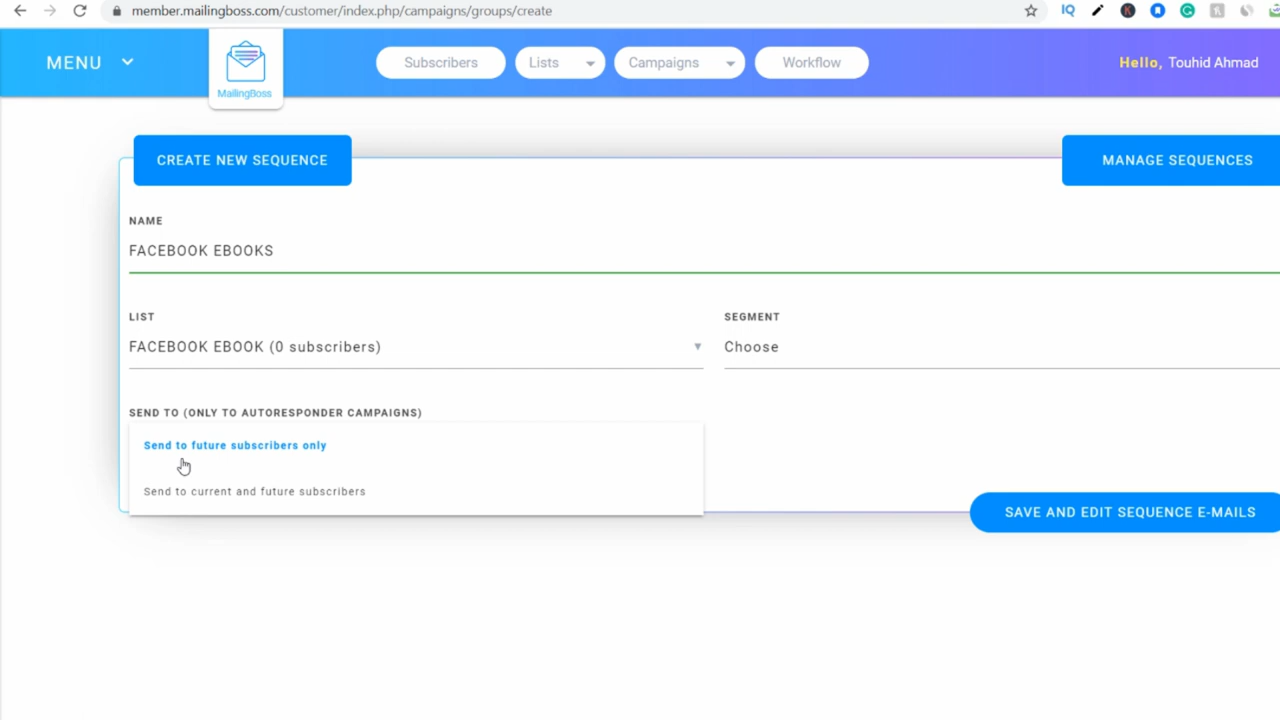 member.mailingboss.com/customer/index.php/campaigns/groups/create
IQ
K
MENU
MailingBoss
Subscribers
Lists
Campaigns
Workflow
Hello, Touhid Ahmad
CREATE NEW SEQUENCE
MANAGE SEQUENCES
NAME
FACEBOOK EBOOKS
LIST
SEGMENT
FACEBOOK EBOOK (0 subscribers)
Choose
SEND TO (ONLY TO AUTORESPONDER CAMPAIGNS)
Send to future subscribers only
Send to current and future subscribers
SAVE AND EDIT SEQUENCE E-MAILS